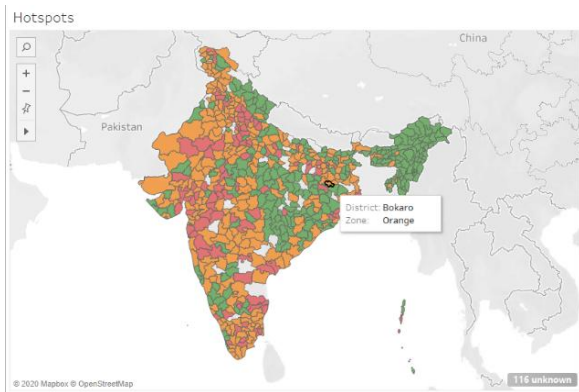 Hotspots
China
Pakistan
District: Bokaro
Zone: Orange
© 2020 Mapbox © OpenStreetMap
116 unknown